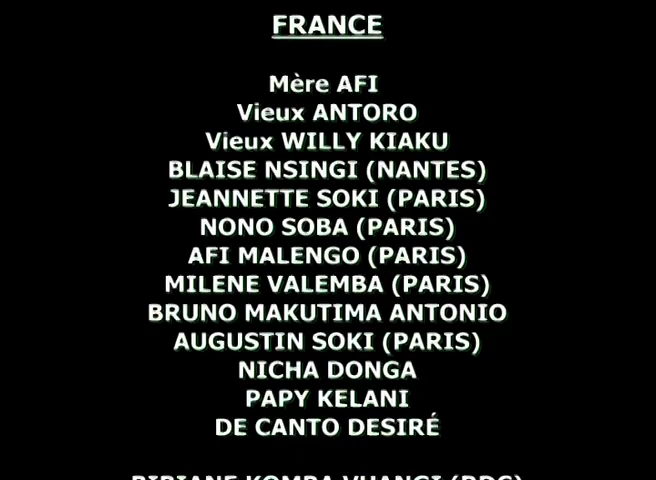 FRANCE
Mère AFI
Vieux ANTORO
Vieux WILLY KIAKU
BLAISE NSINGI (NANTES)
JEANNETTE SOKI (PARIS)
NONO SOBA (PARIS)
AFI MALENGO (PARIS)
MILENE VALEMBA (PARIS)
BRUNO MAKUTIMA ANTONIO
AUGUSTIN SOKI (PARIS)
NICHA DONGA
PAPY KELANI
DE CANTO DESIRÉ